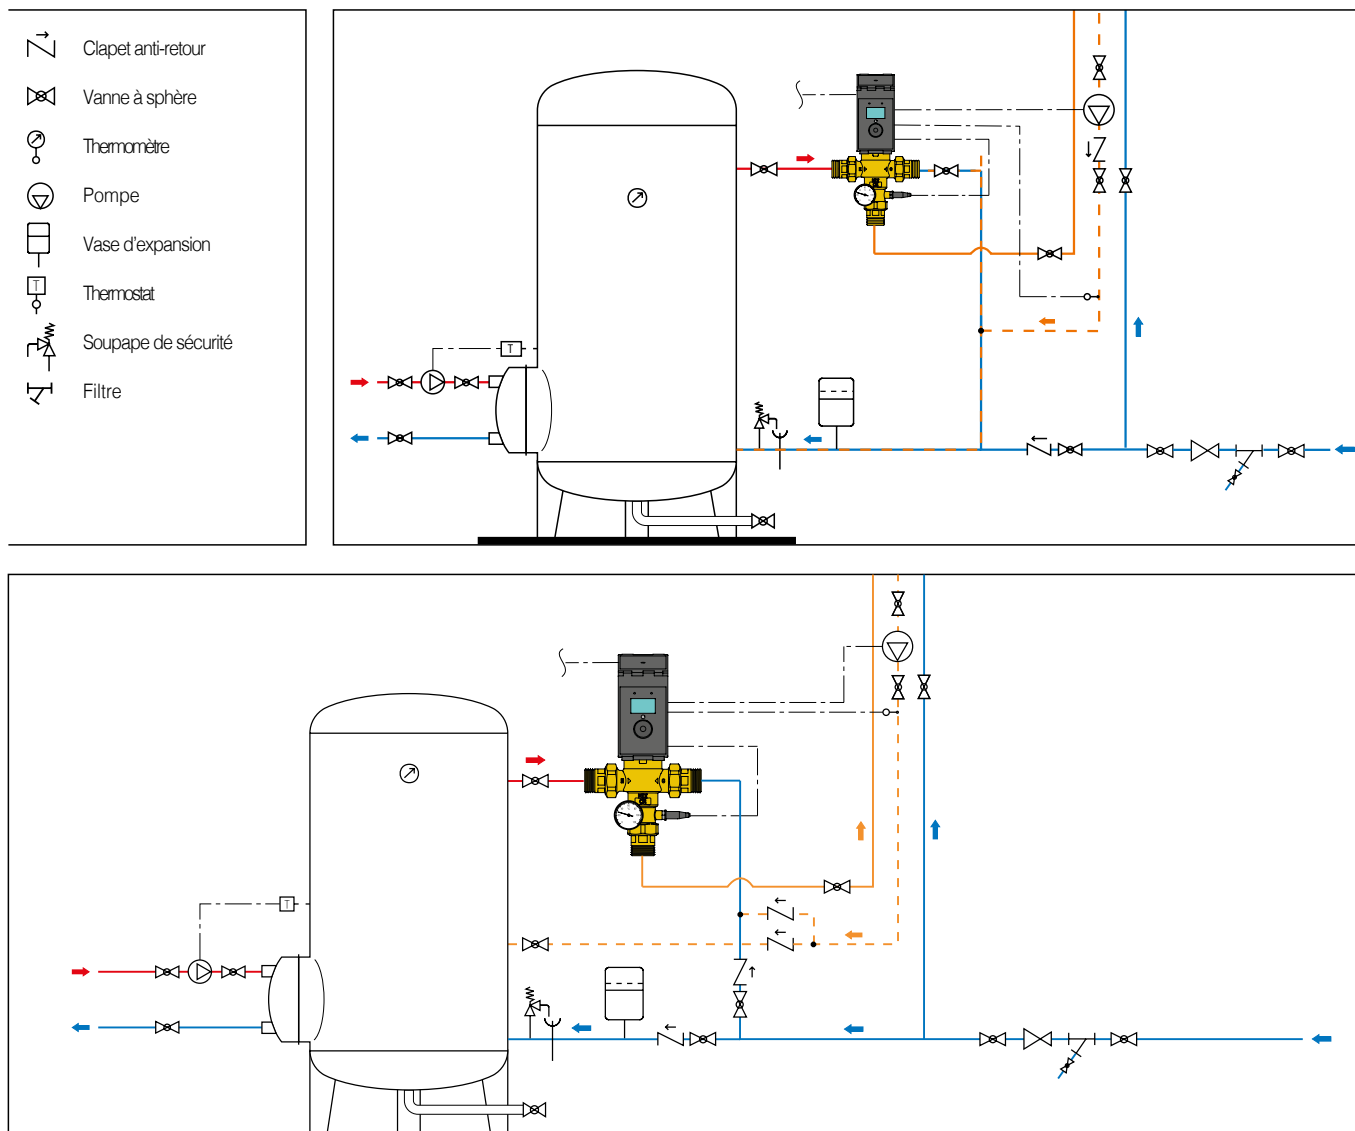 Clapet anti-retour
Vanne à sphère
Thermomètre
Pompe
Vase d'expansion
T
Thermostat
Soupape de sécurité
Filtre
T
T